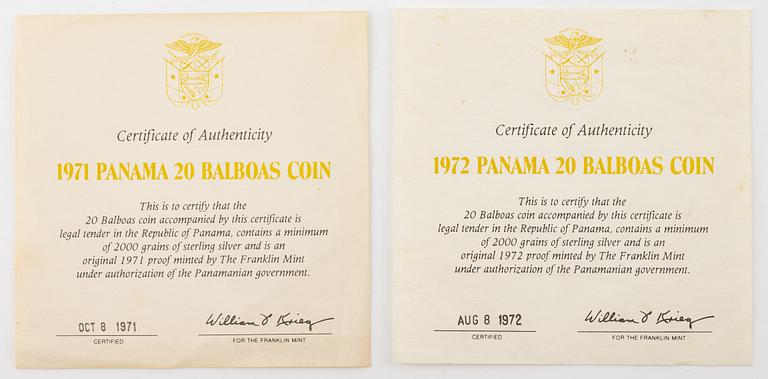 Certificate of Authenticity
1971 PANAMA 20 BALBOAS COIN
This is to certify that the
20 Balboas coin accompanied by this certificate is
legal tender in the Republic of Panama, contains a minimum
of 2000 grains of sterling silver and is an
original 1971 proof minted by The Franklin Mint
under authorization of the Panamanian government.
OCT 8 1971
William F Krieg
CERTIFIED
FOR THE FRANKLIN MINT
Certificate of Authenticity
1972 PANAMA 20 BALBOAS COIN
This is to certify that the
20 Balboas coin accompanied by this certificate is
legal tender in the Republic of Panama, contains a minimum
of 2000 grains of sterling silver and is an
original 1972 proof minted by The Franklin Mint
under authorization of the Panamanian government.
AUG 8 1972
William F Krieg
CERTIFIED
FOR THE FRANKLIN MINT